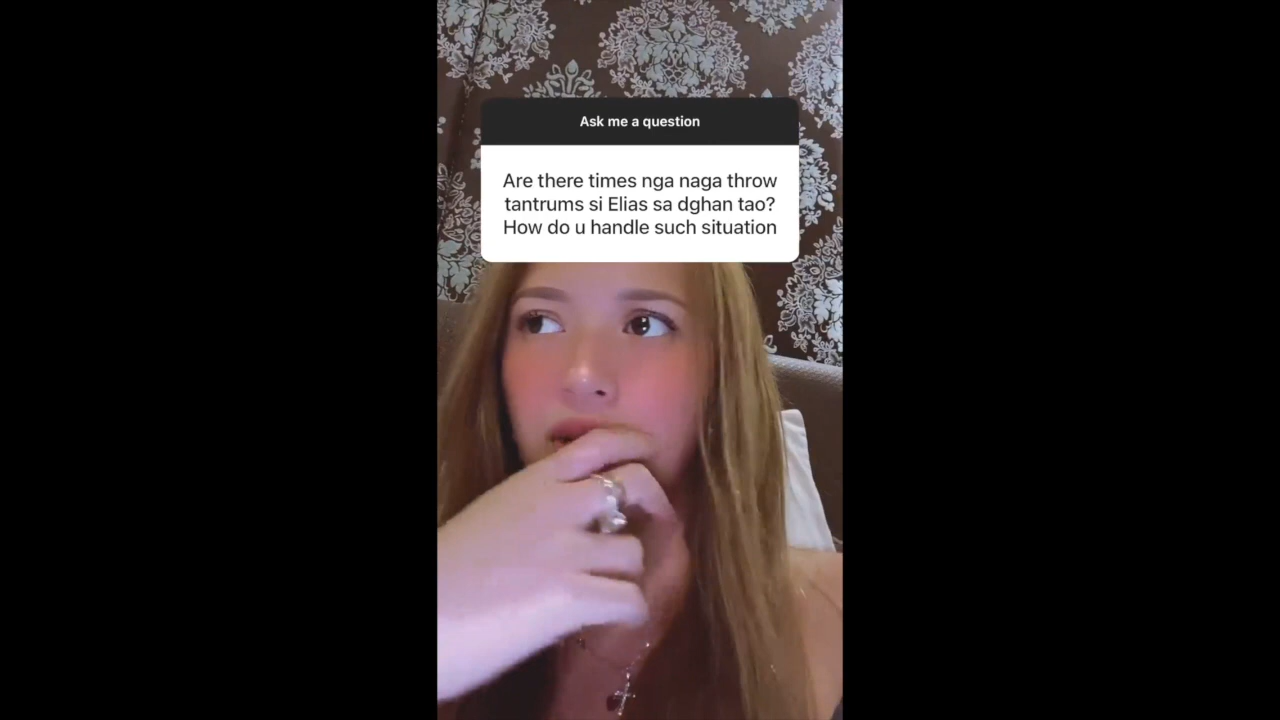 Ask me a question
Are there times nga naga throw
tantrums si Elias sa dghan tao?
How do u handle such situation